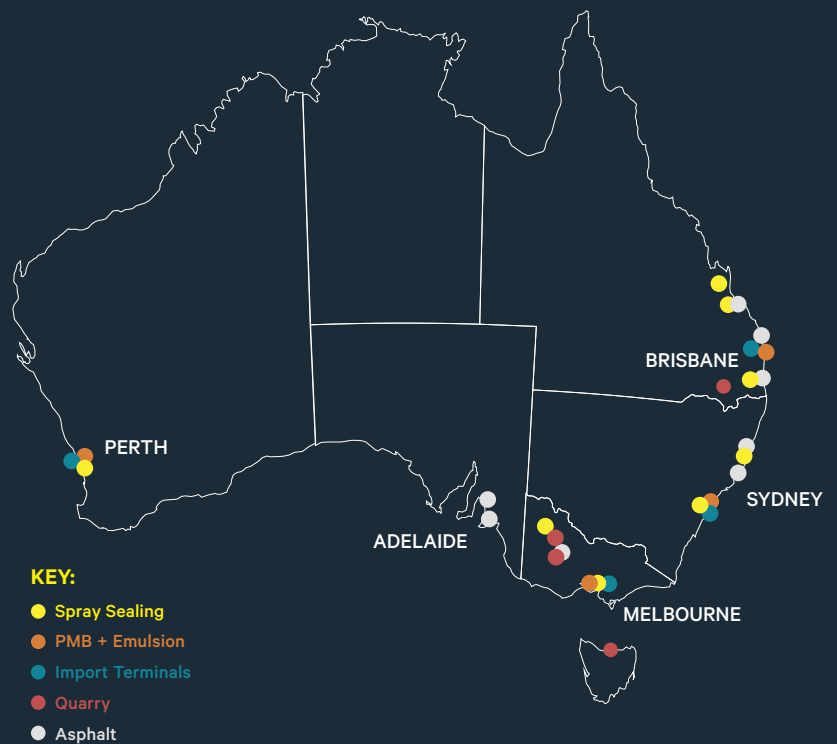 BRISBANE
PERTH
SYDNEY
ADELAIDE
MELBOURNE
KEY:
Spray Sealing
PMB + Emulsion
Import Terminals
Quarry
Asphalt